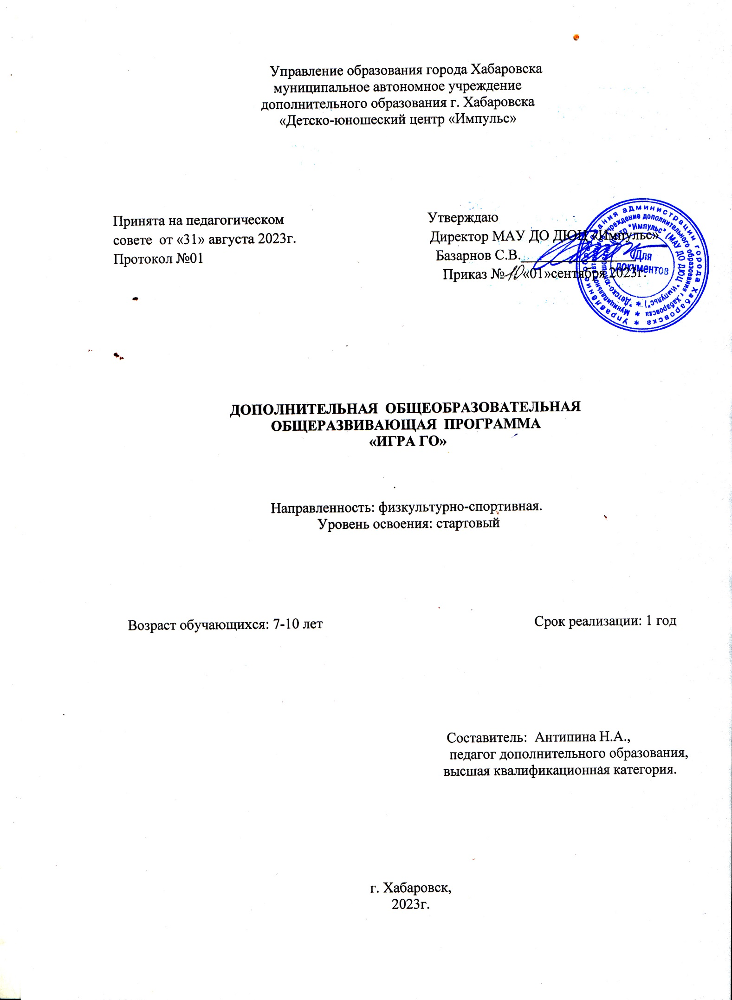 Управление образования города Хабаровска
муниципальное автономное учреждение
дополнительного образования г. Хабаровска
«Детско-юношеский центр «Импульс»
Принята на педагогическом
совете от «31» августа 2023г.
Протокол №01
Утверждаю
Директор МАУ ДО ДЮЦ «Импульс»
Базарнов С.В.
Приказ № 10 «01»сентября 2023г.
Управление образования администрации города Хабаровска *
Муниципальное автономное учреждение дополнительного образования г.Хабаровска *
"Детско-юношеский центр "Импульс" (МАУ ДО ДЮЦ "Импульс") *
Для
документов
ДОПОЛНИТЕЛЬНАЯ ОБЩЕОБРАЗОВАТЕЛЬНАЯ
ОБЩЕРАЗВИВАЮЩАЯ ПРОГРАММА
«ИГРА ГО»
Направленность: физкультурно-спортивная.
Уровень освоения: стартовый
Возраст обучающихся: 7-10 лет
Срок реализации: 1 год
Составитель: Антипина Н.А.,
педагог дополнительного образования,
высшая квалификационная категория.
г. Хабаровск,
2023г.